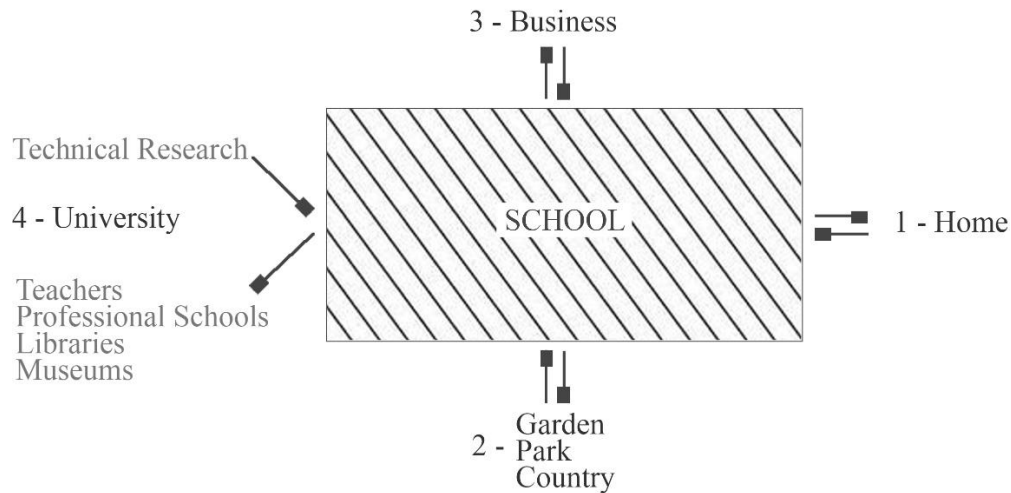 3 - Business
Technical Research
4 - University
SCHOOL
1 - Home
Teachers
Professional Schools
Libraries
Museums
2 -
Garden
Park
Country